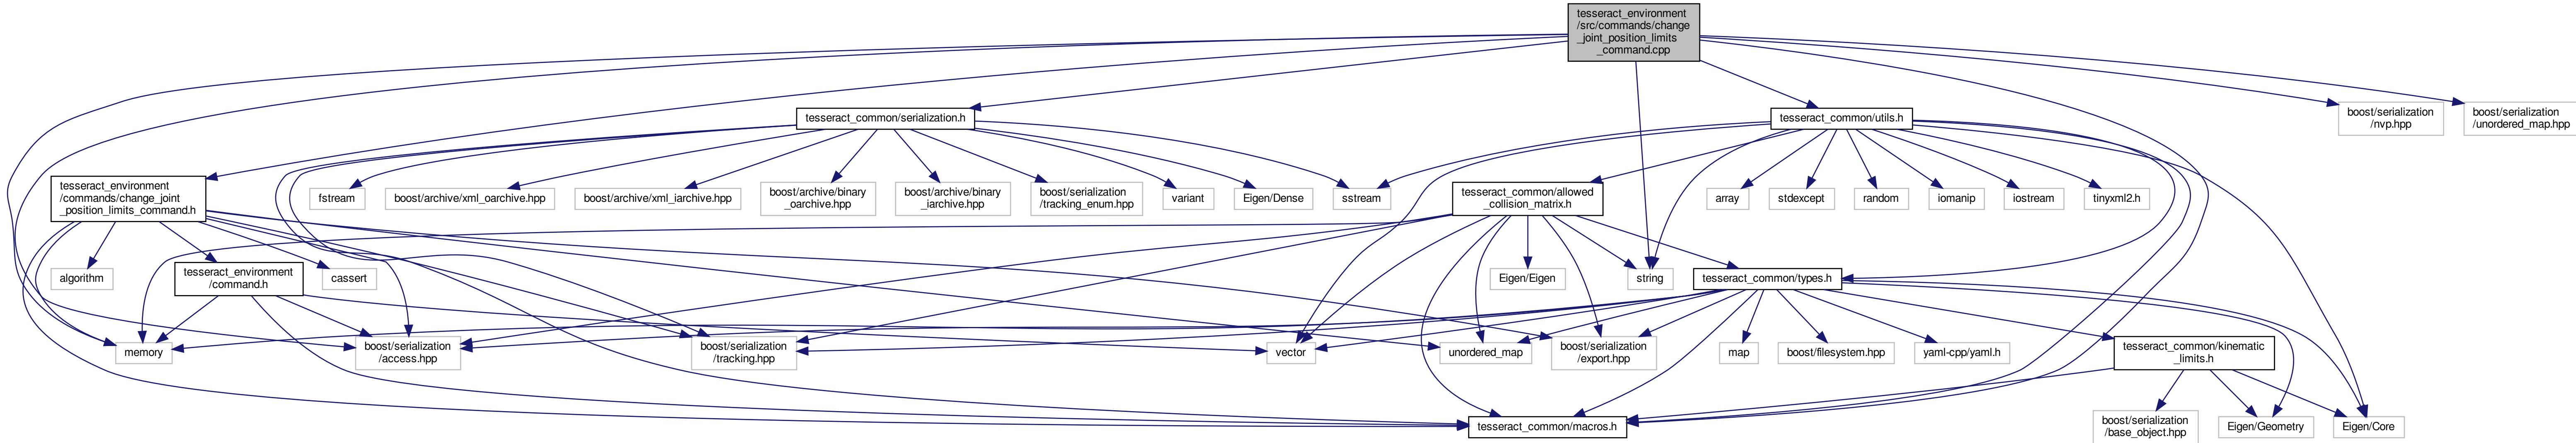 tesseract_environment
/src/commands/change
_joint_position_limits
_command.cpp
tesseract_common/serialization.h
tesseract_common/utils.h
boost/serialization
/nvp.hpp
boost/serialization
/unordered_map.hpp
tesseract_environment
/commands/change_joint
_position_limits_command.h
fstream
boost/archive/xml_oarchive.hpp
boost/archive/xml_iarchive.hpp
boost/archive/binary
_oarchive.hpp
boost/archive/binary
_iarchive.hpp
boost/serialization
/tracking_enum.hpp
variant
Eigen/Dense
sstream
tesseract_common/allowed
_collision_matrix.h
array
stdexcept
random
iomanip
iostream
tinyxml2.h
algorithm
tesseract_environment
/command.h
cassert
Eigen/Eigen
string
tesseract_common/types.h
memory
boost/serialization
/access.hpp
boost/serialization
/tracking.hpp
vector
unordered_map
boost/serialization
/export.hpp
map
boost/filesystem.hpp
yaml-cpp/yaml.h
tesseract_common/kinematic
_limits.h
tesseract_common/macros.h
boost/serialization
/base_object.hpp
Eigen/Geometry
Eigen/Core